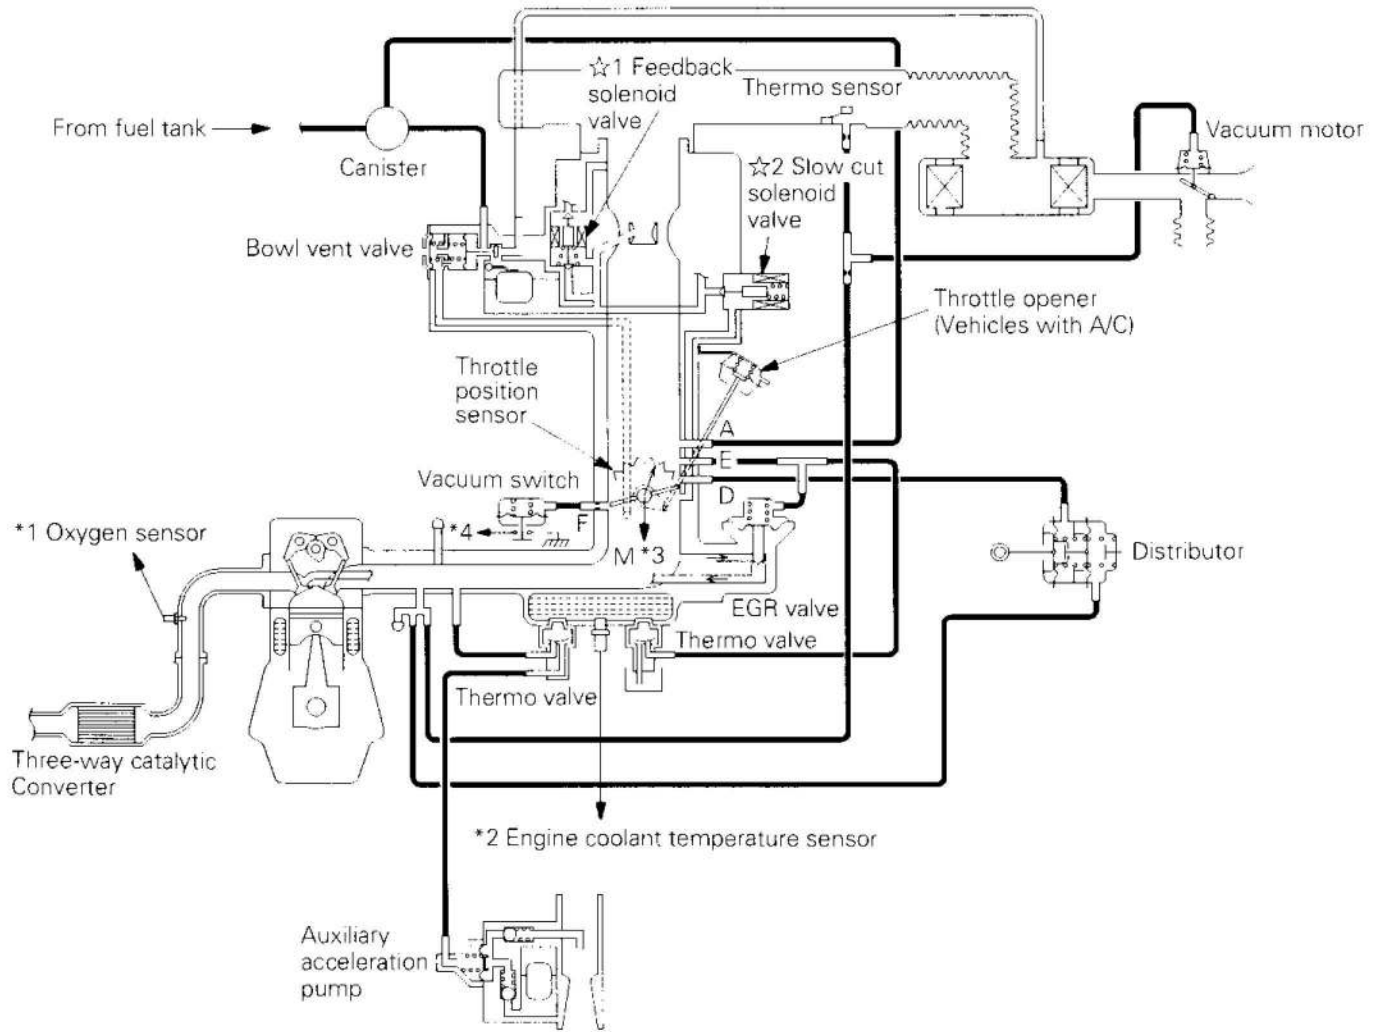 ☆1 Feedback
solenoid
valve
Thermo sensor
From fuel tank
Canister
Vacuum motor
☆2 Slow cut
solenoid
valve
Bowl vent valve
Throttle opener
(Vehicles with A/C)
Throttle
position
sensor
A
E
D
Vacuum switch
F
*4
M *3
*1 Oxygen sensor
Distributor
EGR valve
Thermo valve
Thermo valve
Three-way catalytic
Converter
*2 Engine coolant temperature sensor
Auxiliary
acceleration
pump